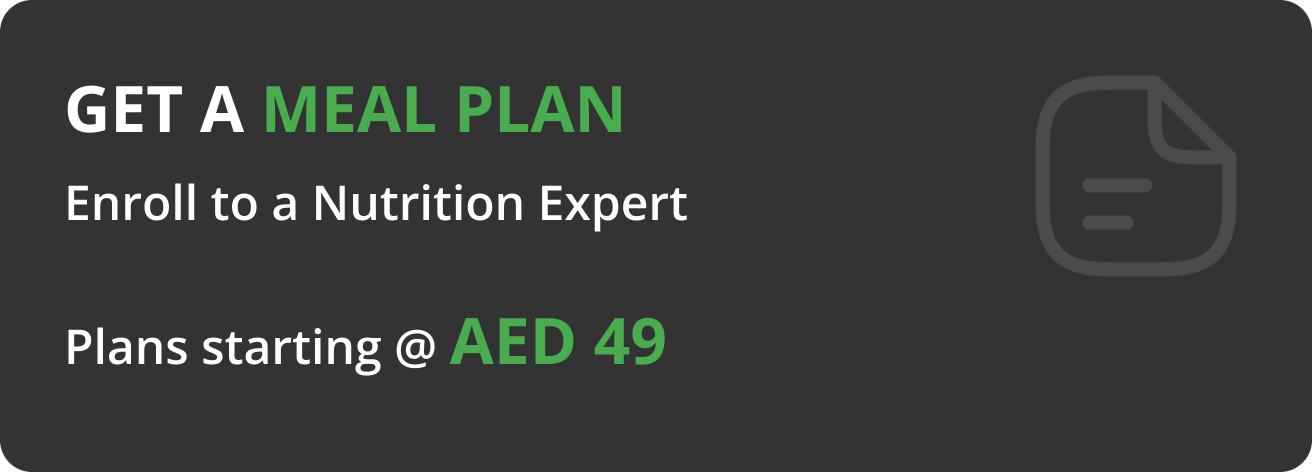 GET A MEAL PLAN
Enroll to a Nutrition Expert
Plans starting @ AED 49